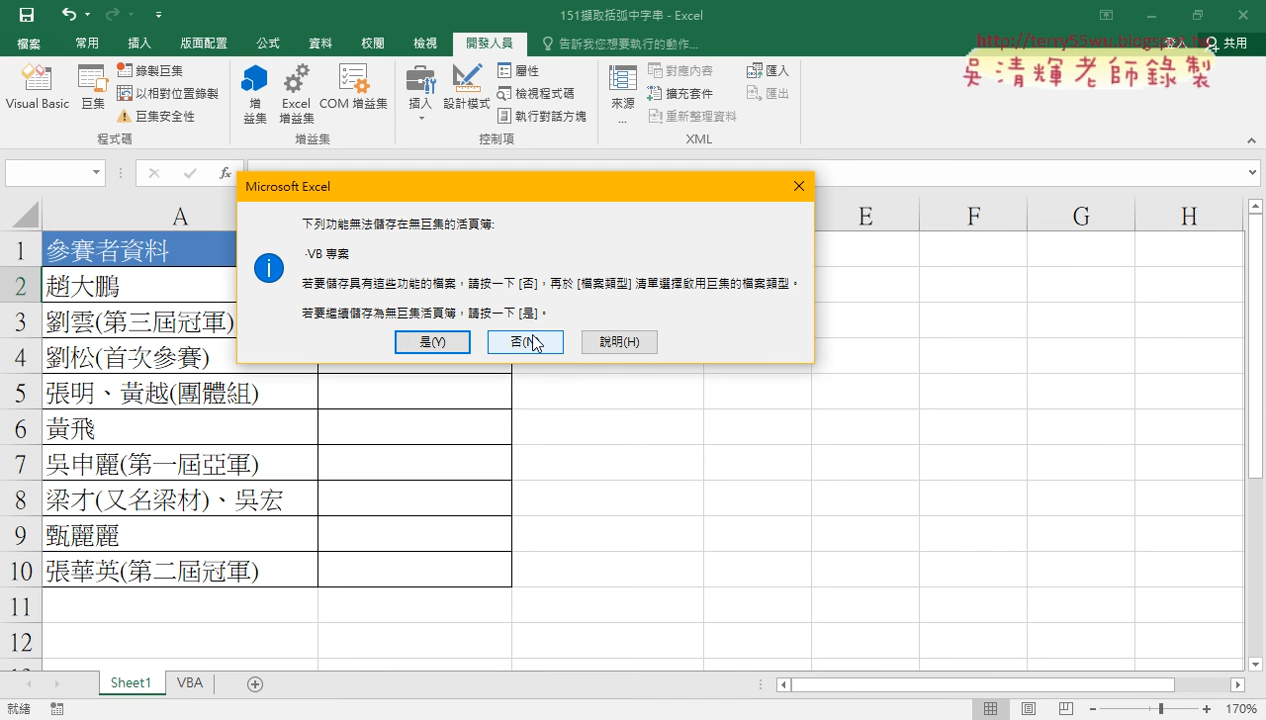 151擷取括弧中字串 - Excel
http://terry55wu.blogspot.tw
吳清輝老師錄製
檔案 常用 插入 版面配置 公式 資料 校閱 檢視 開發人員 告訴我您想要執行的動作... 登入 共用
Visual Basic 巨集 錄製巨集 以相對位置錄製 巨集安全性
增益集 Excel 增益集 COM 增益集
插入 設計模式 屬性 檢視程式碼 執行對話方塊
來源... 對應內容 擴充套件 重新整理資料 匯入 匯出
程式碼 增益集 控制項 XML
fx
Microsoft Excel
下列功能無法儲存在無巨集的活頁簿:
·VB 專案
若要儲存具有這些功能的檔案，請按一下 [否]，再於 [檔案類型] 清單選擇啟用巨集的檔案類型。
若要繼續儲存為無巨集活頁簿，請按一下 [是]。
是(Y) 否(N) 說明(H)
A E F G H
1 參賽者資料
2 趙大鵬
3 劉雲(第三屆冠軍)
4 劉松(首次參賽)
5 張明、黃越(團體組)
6 黃飛
7 吳申麗(第一屆亞軍)
8 梁才(又名梁材)、吳宏
9 甄麗麗
10 張華英(第二屆冠軍)
11
12
Sheet1 VBA
就緒 170%